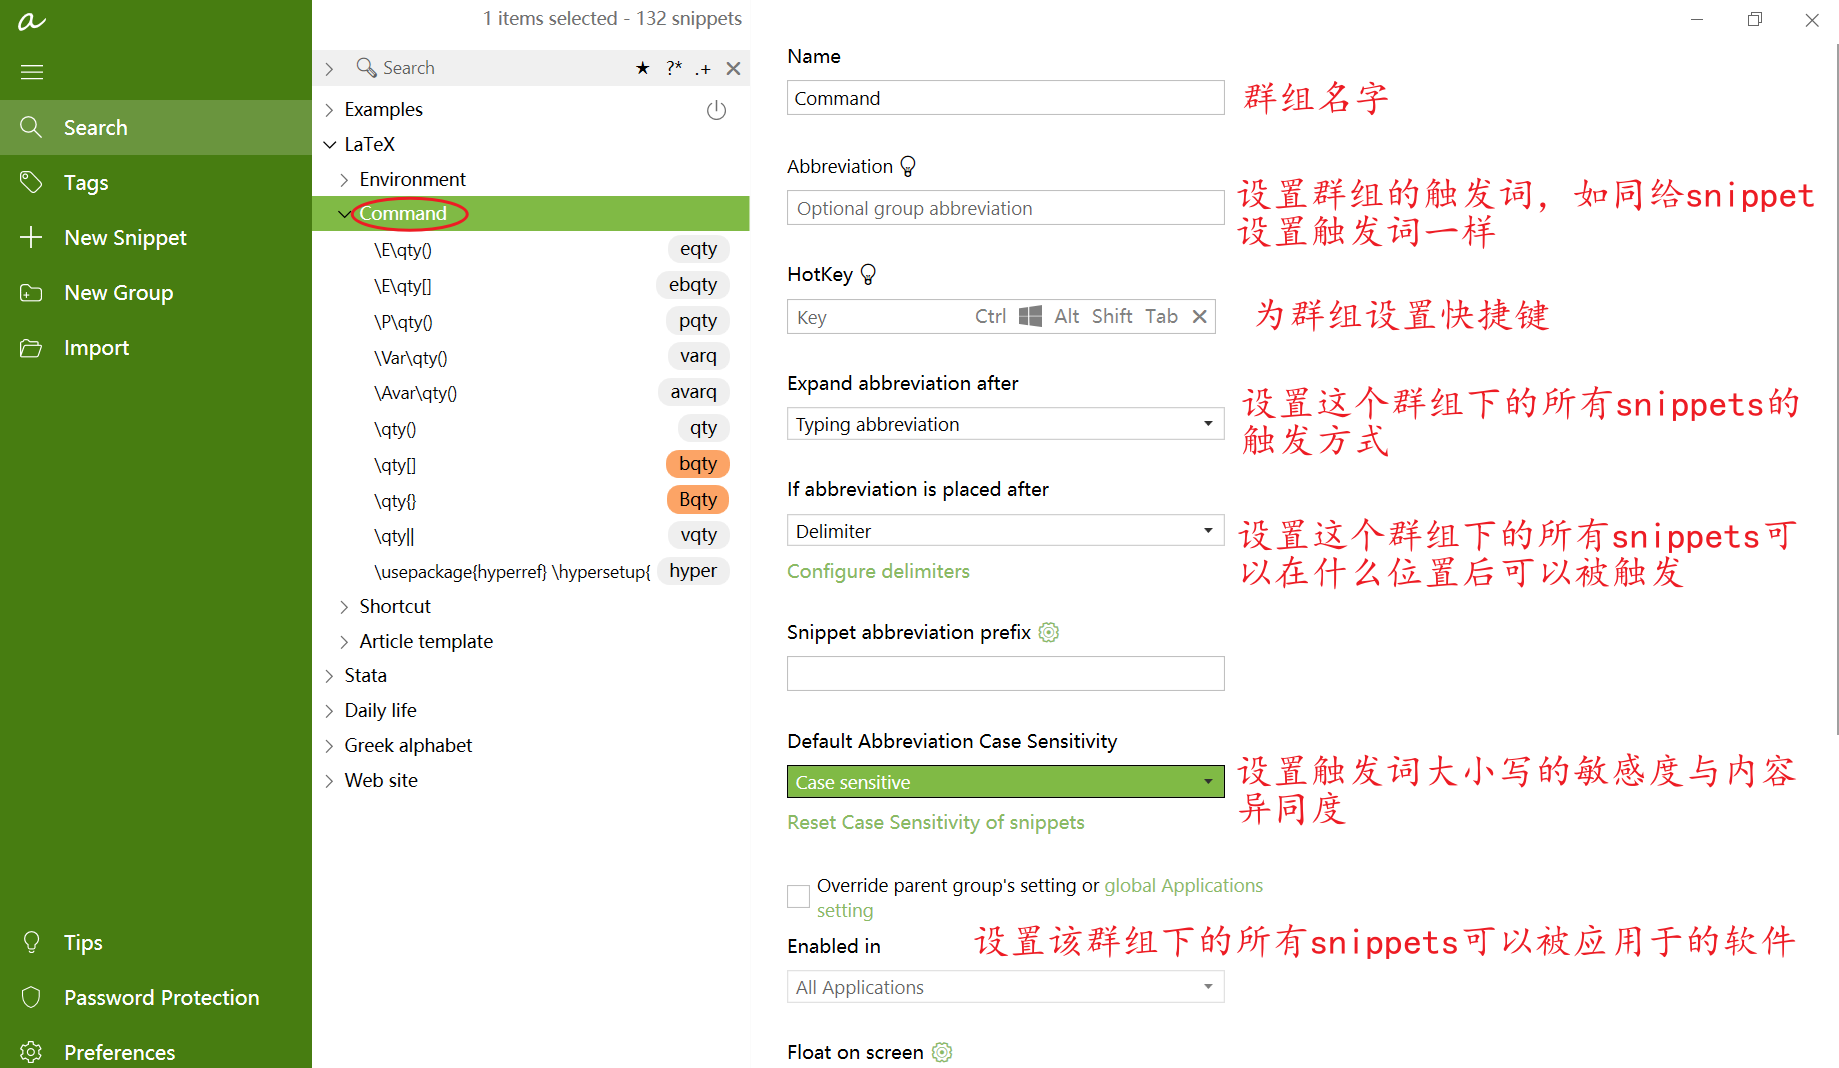 a
1 items selected - 132 snippets
Search
Tags
New Snippet
New Group
Import
Tips
Password Protection
Preferences
Search ★ ?* .+
Examples
LaTeX
Environment
Command
\E\qty() eqty
\E\qty[] ebqty
\P\qty() pqty
\Var\qty() varq
\Avar\qty() avarq
\qty() qty
\qty[] bqty
\qty{} Bqty
\qty|| vqty
\usepackage{hyperref} \hypersetup{ hyper
Shortcut
Article template
Stata
Daily life
Greek alphabet
Web site
Name
Command
群组名字
Abbreviation
Optional group abbreviation
设置群组的触发词，如同给snippet
设置触发词一样
HotKey
Key Ctrl Alt Shift Tab
为群组设置快捷键
Expand abbreviation after
Typing abbreviation
设置这个群组下的所有snippets的
触发方式
If abbreviation is placed after
Delimiter
Configure delimiters
设置这个群组下的所有snippets可
以在什么位置后可以被触发
Snippet abbreviation prefix
Default Abbreviation Case Sensitivity
Case sensitive
Reset Case Sensitivity of snippets
设置触发词大小写的敏感度与内容
异同度
Override parent group's setting or global Applications
setting
Enabled in
All Applications
设置该群组下的所有snippets可以被应用于的软件
Float on screen